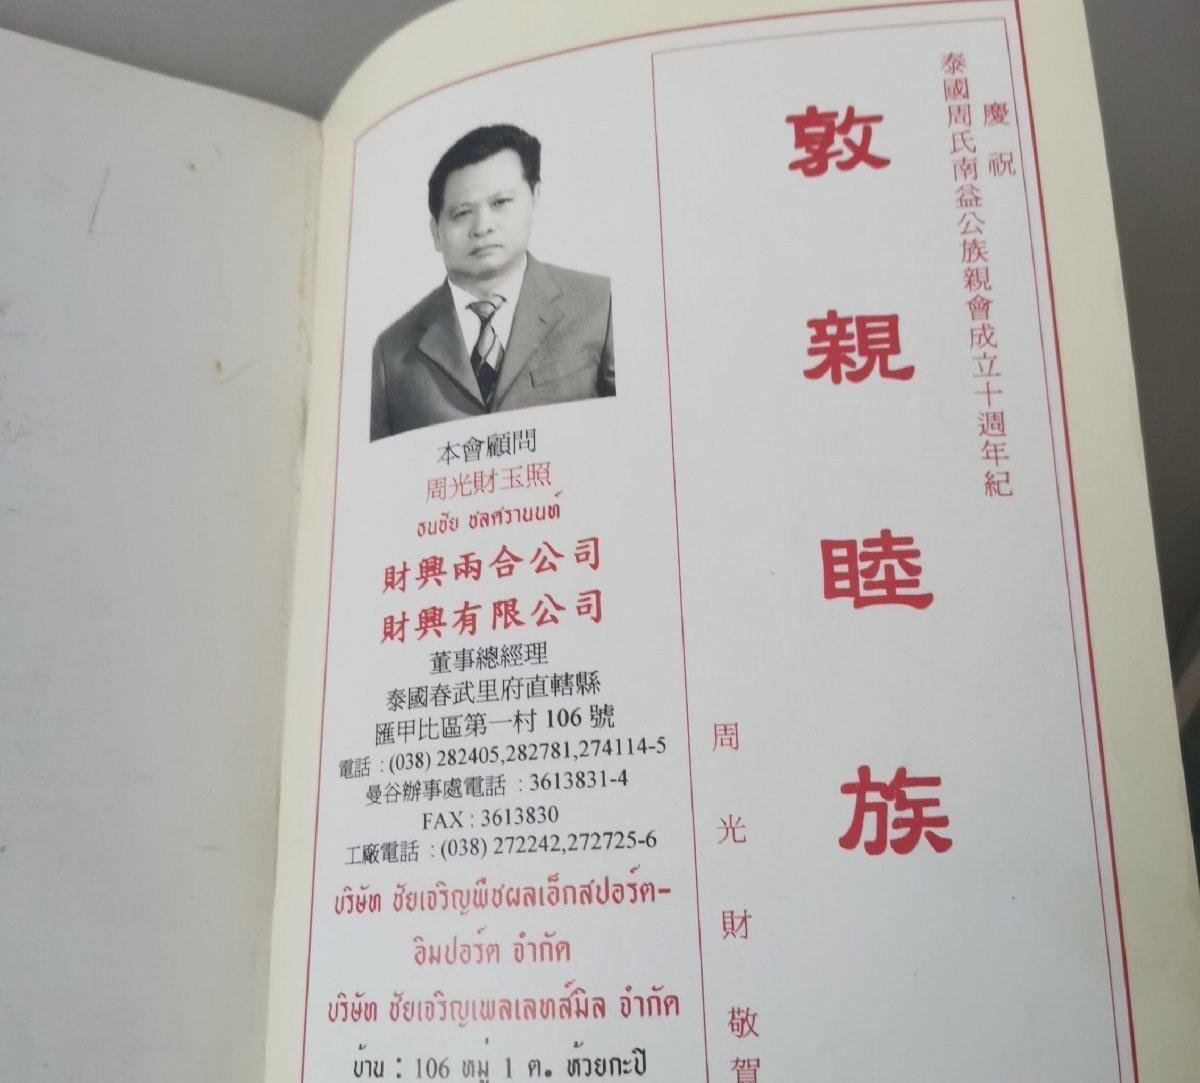 慶祝
泰國周氏南益公族親會成立十週年紀
敦親睦族
周光財敬賀
本會顧問
周光財玉照
ธนชัย ชลศรานนท์
財興兩合公司
財興有限公司
董事總經理
泰國春武里府直轄縣
匯甲比區第一村 106 號
電話 : (038) 282405,282781,274114-5
曼谷辦事處電話 : 3613831-4
FAX : 3613830
工廠電話 : (038) 272242,272725-6
บริษัท ชัยเจริญพืชผลเอ็กสปอร์ต-
อิมปอร์ต จำกัด
บริษัท ชัยเจริญเพลเลทส์มิล จำกัด
บ้าน : 106 หมู่ 1 ต. ห้วยกะปิ